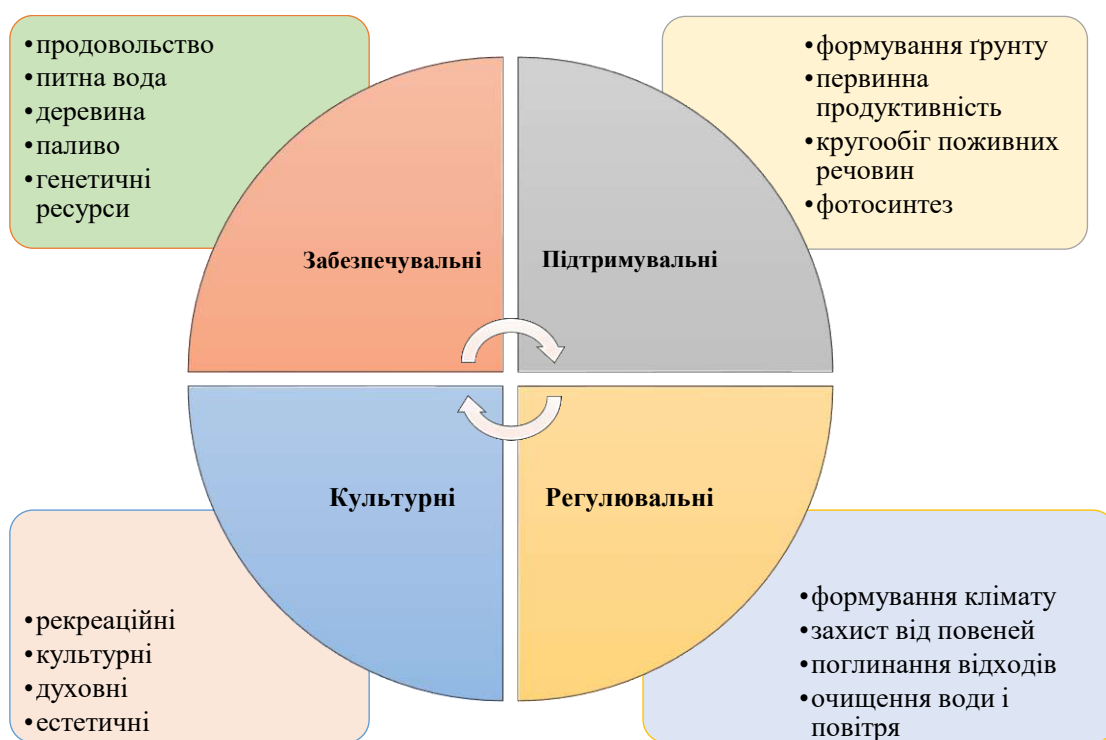 •продовольство
•питна вода
•деревина
•паливо
•генетичні
ресурси
•формування ґрунту
•первинна
продуктивність
•кругообіг поживних
речовин
•фотосинтез
Забезпечувальні
Підтримувальні
Культурні
Регулювальні
•рекреаційні
•культурні
•духовні
•естетичні
•формування клімату
•захист від повеней
•поглинання відходів
•очищення води і
повітря